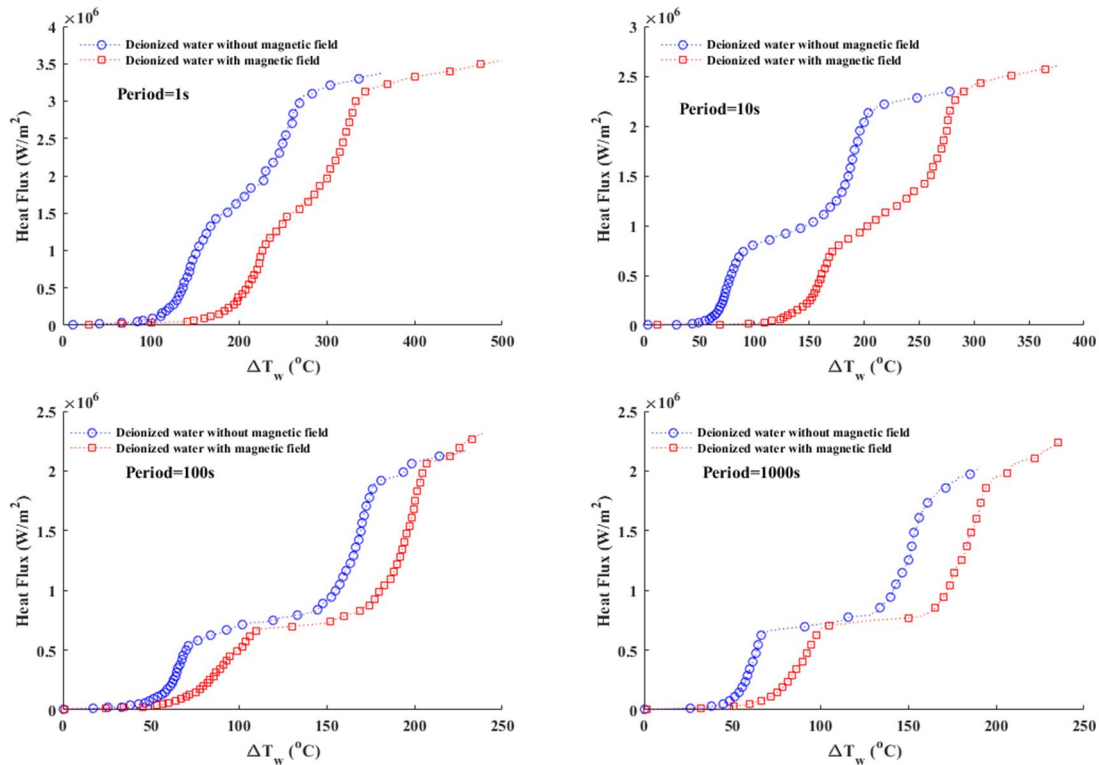 ×10⁶
4
3.5
3
2.5
2
1.5
1
0.5
0
Heat Flux (W/m²)
Deionized water without magnetic field
Deionized water with magnetic field
Period=1s
0 100 200 300 400 500
ΔT_w (°C)
×10⁶
3
2.5
2
1.5
1
0.5
0
Heat Flux (W/m²)
Deionized water without magnetic field
Deionized water with magnetic field
Period=10s
0 50 100 150 200 250 300 350 400
ΔT_w (°C)
×10⁶
2.5
2
1.5
1
0.5
0
Heat Flux (W/m²)
Deionized water without magnetic field
Deionized water with magnetic field
Period=100s
0 50 100 150 200 250
ΔT_w (°C)
×10⁶
2.5
2
1.5
1
0.5
0
Heat Flux (W/m²)
Deionized water without magnetic field
Deionized water with magnetic field
Period=1000s
0 50 100 150 200 250
ΔT_w (°C)